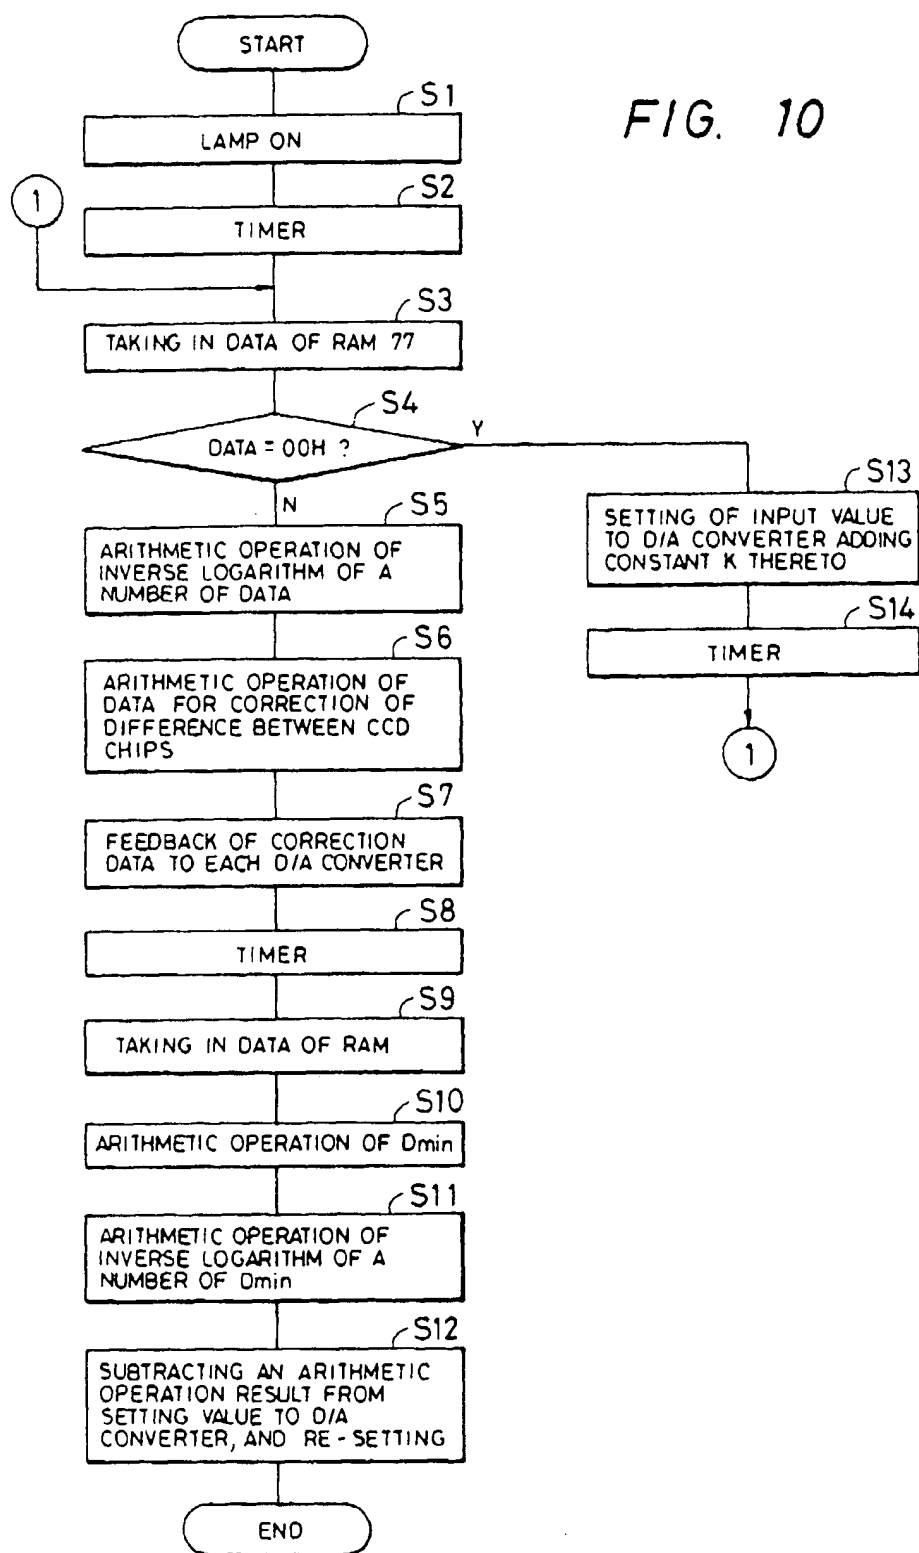 START
FIG. 10
S1
LAMP ON
1
S2
TIMER
S3
TAKING IN DATA OF RAM 77
S4
DATA = 00H ?
Y
N
S5
ARITHMETIC OPERATION OF
INVERSE LOGARITHM OF A
NUMBER OF DATA
S13
SETTING OF INPUT VALUE
TO D/A CONVERTER ADDING
CONSTANT K THERETO
S14
TIMER
1
S6
ARITHMETIC OPERATION OF
DATA FOR CORRECTION OF
DIFFERENCE BETWEEN CCD
CHIPS
S7
FEEDBACK OF CORRECTION
DATA TO EACH D/A CONVERTER
S8
TIMER
S9
TAKING IN DATA OF RAM
S10
ARITHMETIC OPERATION OF Dmin
S11
ARITHMETIC OPERATION OF
INVERSE LOGARITHM OF A
NUMBER OF Dmin
S12
SUBTRACTING AN ARITHMETIC
OPERATION RESULT FROM
SETTING VALUE TO D/A
CONVERTER, AND RE-SETTING
END